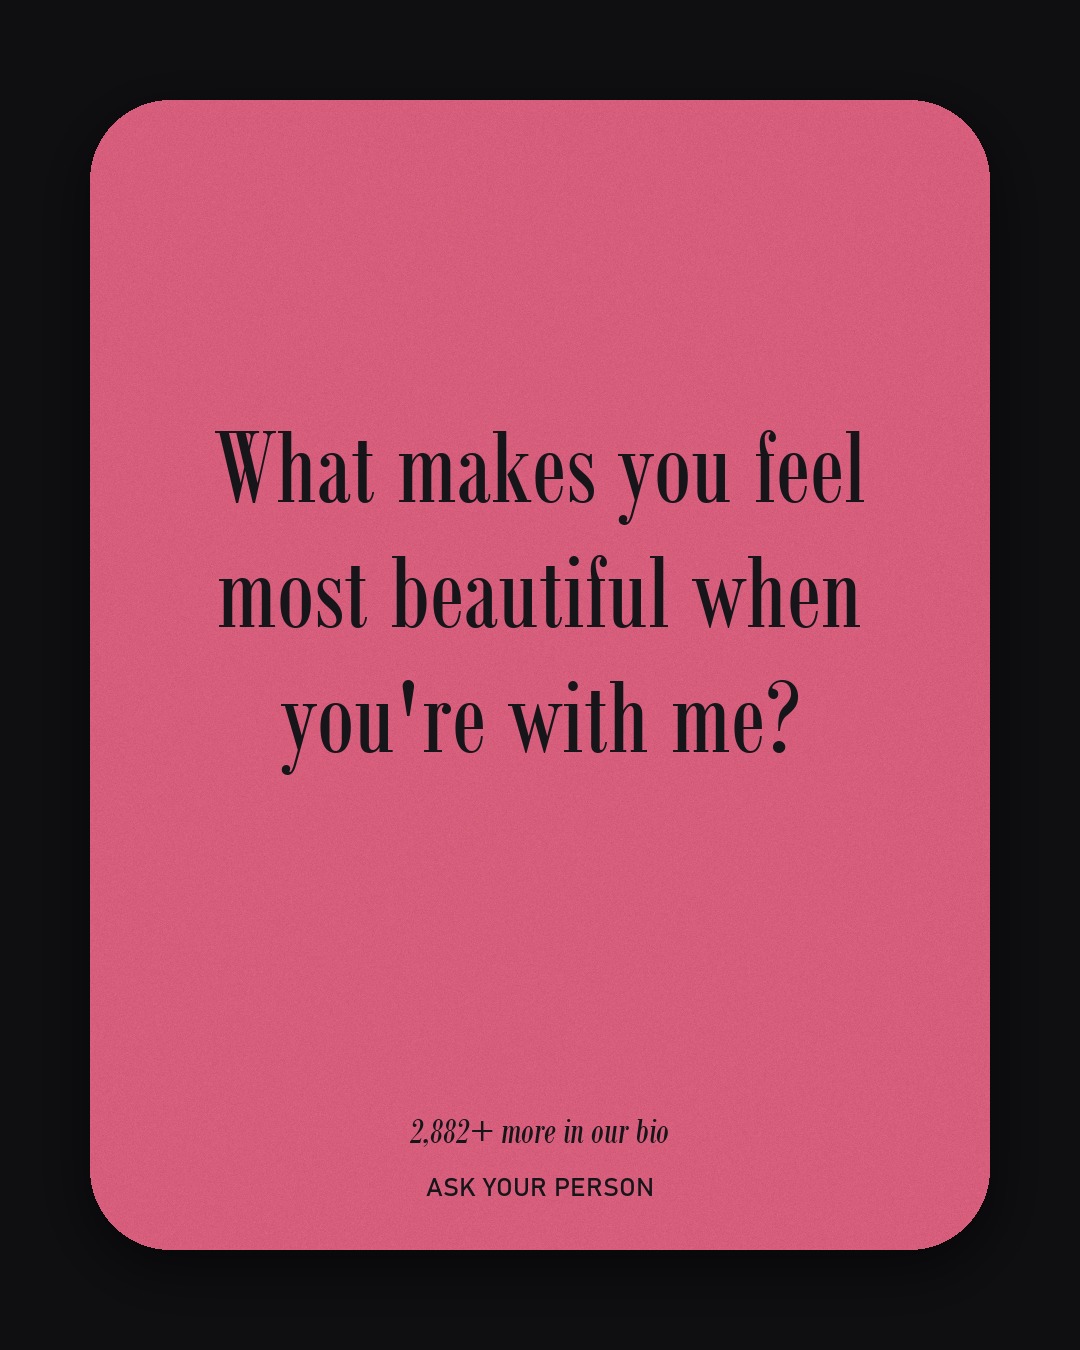 What makes you feel
most beautiful when
you're with me?
2,882+ more in our bio
ASK YOUR PERSON